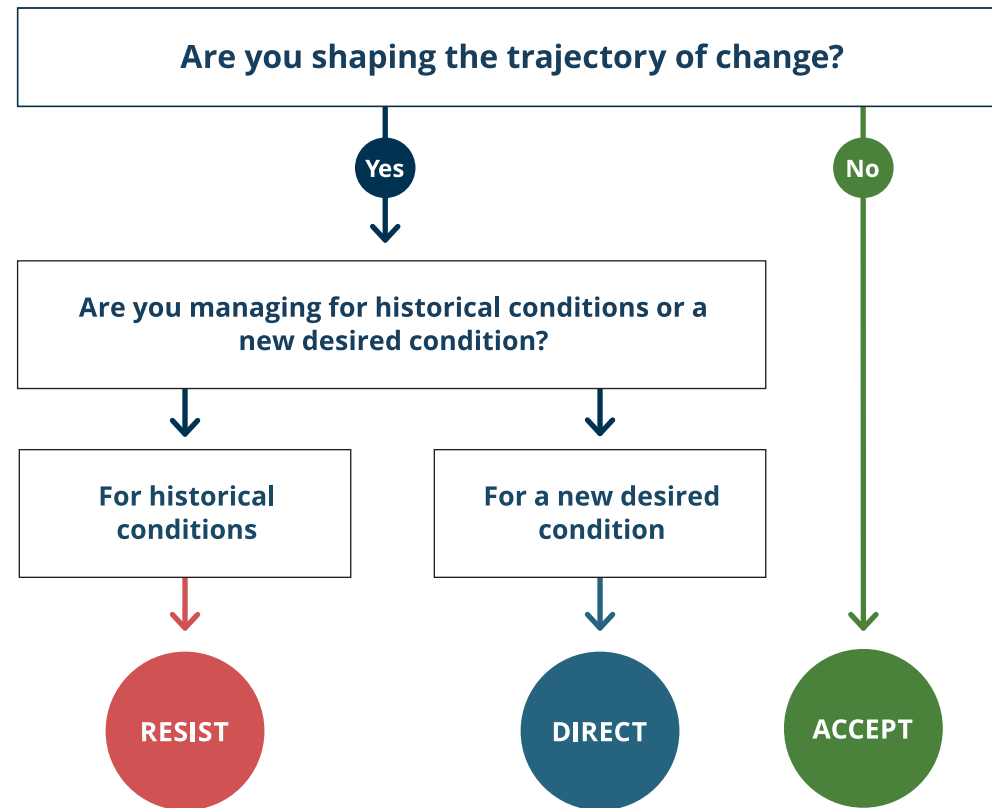 Are you shaping the trajectory of change?
Yes
No
Are you managing for historical conditions or a
new desired condition?
For historical
conditions
For a new desired
condition
RESIST
DIRECT
ACCEPT